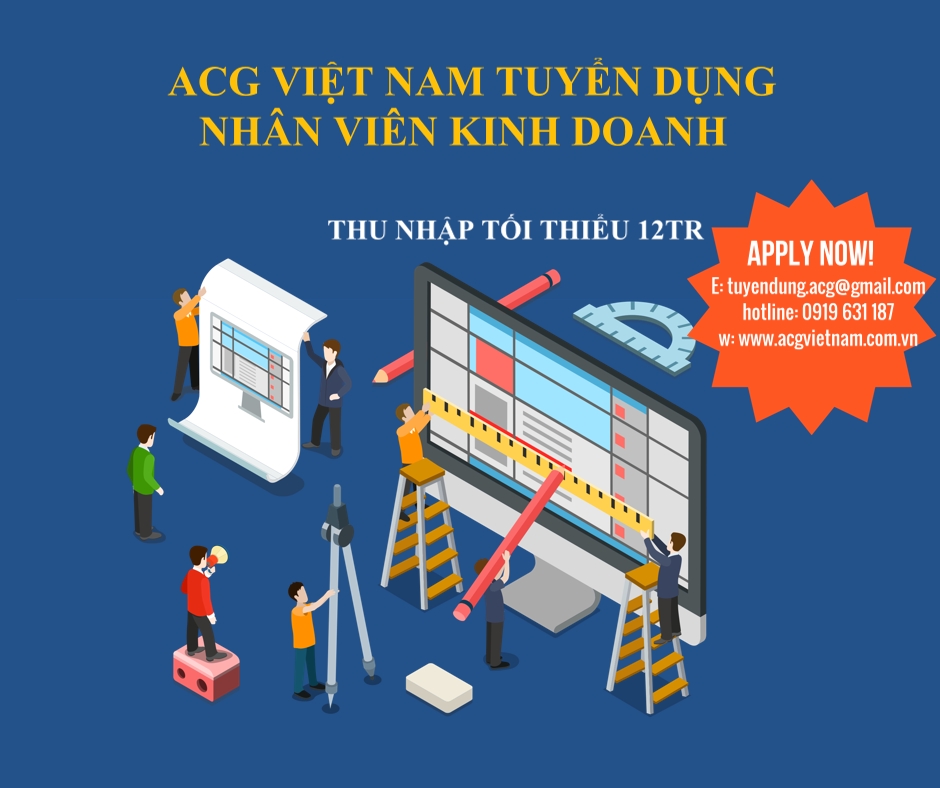 ACG VIỆT NAM TUYỂN DỤNG
NHÂN VIÊN KINH DOANH
THU NHẬP TỐI THIỂU 12TR
APPLY NOW!
E: tuyendung.acg@gmail.com
hotline: 0919 631 187
w: www.acgvietnam.com.vn